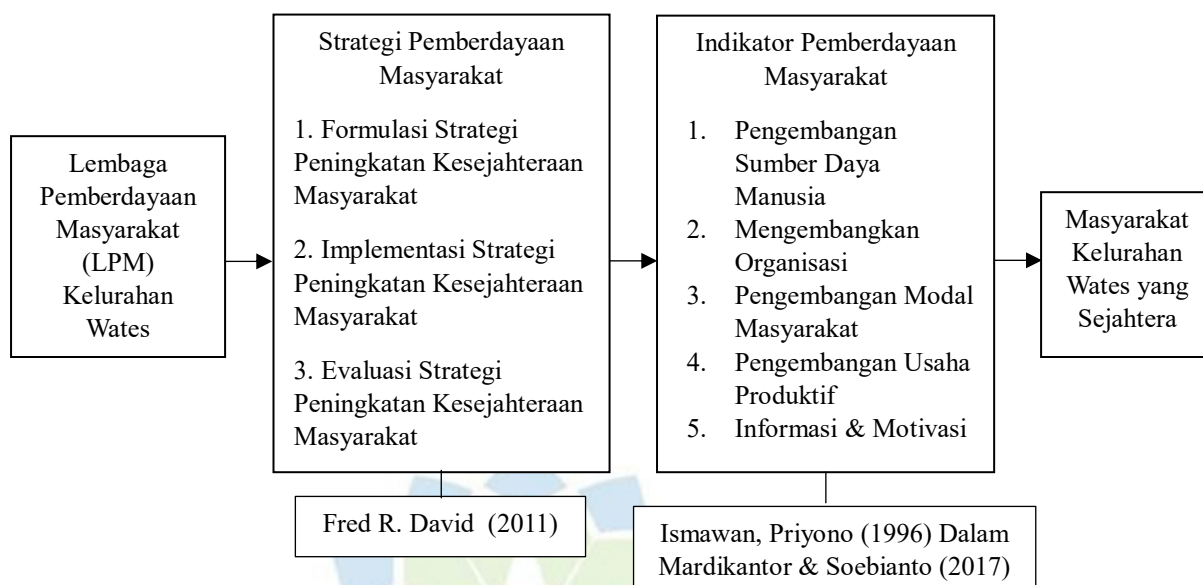 Lembaga
Pemberdayaan
Masyarakat
(LPM)
Kelurahan
Wates
Strategi Pemberdayaan
Masyarakat
1. Formulasi Strategi
Peningkatan Kesejahteraan
Masyarakat
2. Implementasi Strategi
Peningkatan Kesejahteraan
Masyarakat
3. Evaluasi Strategi
Peningkatan Kesejahteraan
Masyarakat
Fred R. David (2011)
Indikator Pemberdayaan
Masyarakat
1. Pengembangan
Sumber Daya
Manusia
2. Mengembangkan
Organisasi
3. Pengembangan Modal
Masyarakat
4. Pengembangan Usaha
Produktif
5. Informasi & Motivasi
Ismawan, Priyono (1996) Dalam
Mardikantor & Soebianto (2017)
Masyarakat
Kelurahan
Wates yang
Sejahtera